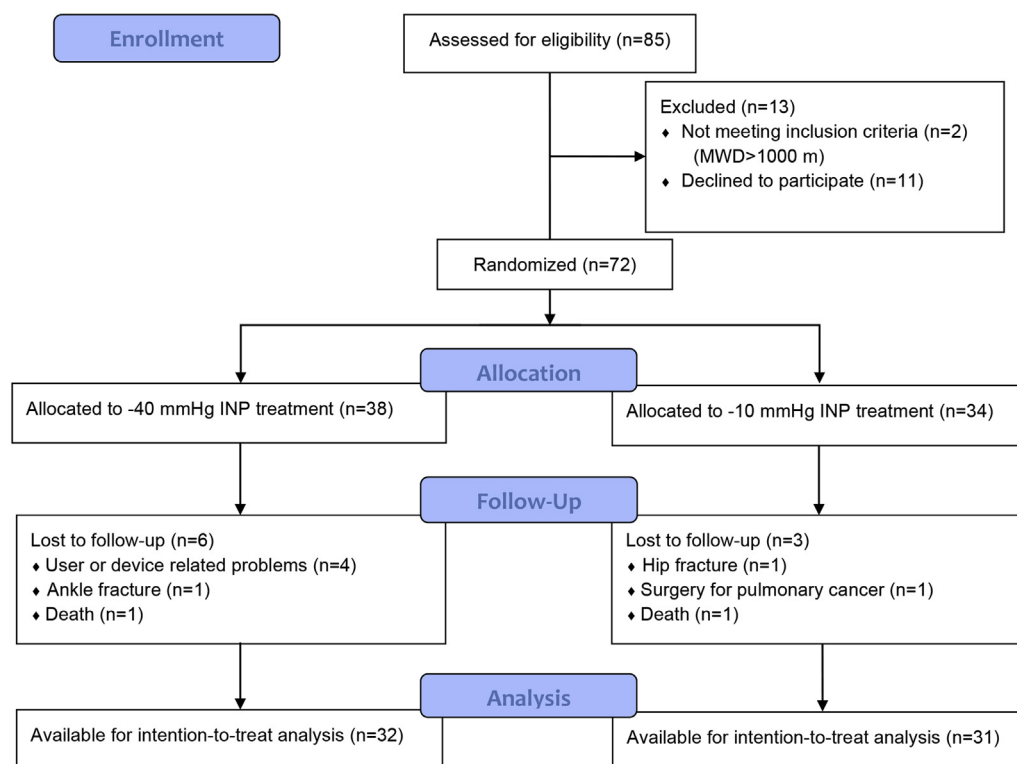 Enrollment
Assessed for eligibility (n=85)
Excluded (n=13)
♦ Not meeting inclusion criteria (n=2)
(MWD>1000 m)
♦ Declined to participate (n=11)
Randomized (n=72)
Allocation
Allocated to -40 mmHg INP treatment (n=38)
Allocated to -10 mmHg INP treatment (n=34)
Follow-Up
Lost to follow-up (n=6)
♦ User or device related problems (n=4)
♦ Ankle fracture (n=1)
♦ Death (n=1)
Lost to follow-up (n=3)
♦ Hip fracture (n=1)
♦ Surgery for pulmonary cancer (n=1)
♦ Death (n=1)
Analysis
Available for intention-to-treat analysis (n=32)
Available for intention-to-treat analysis (n=31)